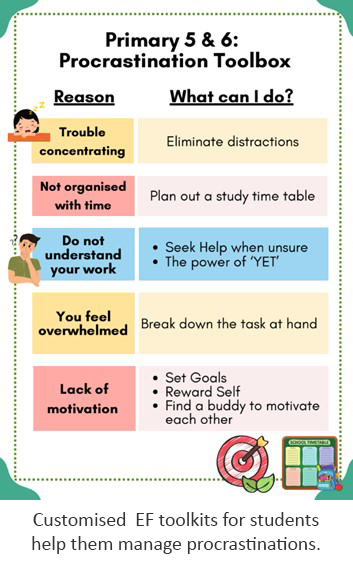 Primary 5 & 6:
Procrastination Toolbox
Reason What can I do?
Trouble
concentrating
Eliminate distractions
Not organised
with time
Plan out a study time table
Do not
understand
your work
• Seek Help when unsure
• The power of ‘YET’
You feel
overwhelmed
Break down the task at hand
Lack of
motivation
• Set Goals
• Reward Self
• Find a buddy to motivate
each other
SCHOOL TIMETABLE
Customised EF toolkits for students
help them manage procrastinations.